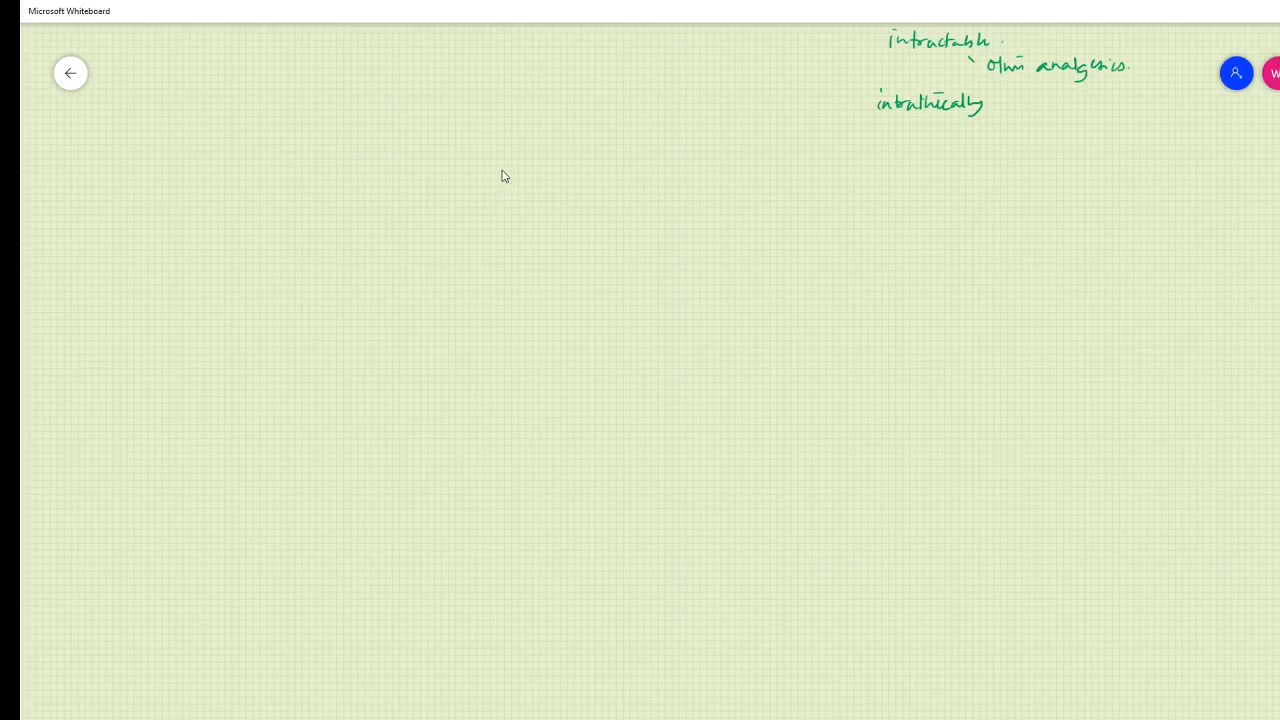 Microsoft Whiteboard
intractable.
other analgesics.
intrathecally
W